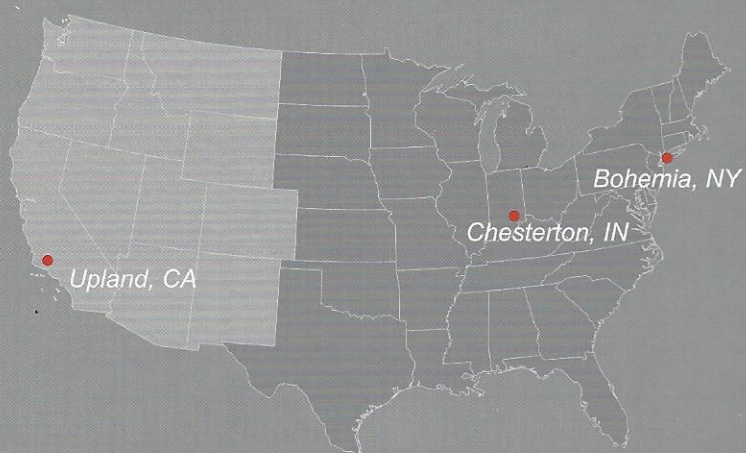 Bohemia, NY
Chesterton, IN
Upland, CA